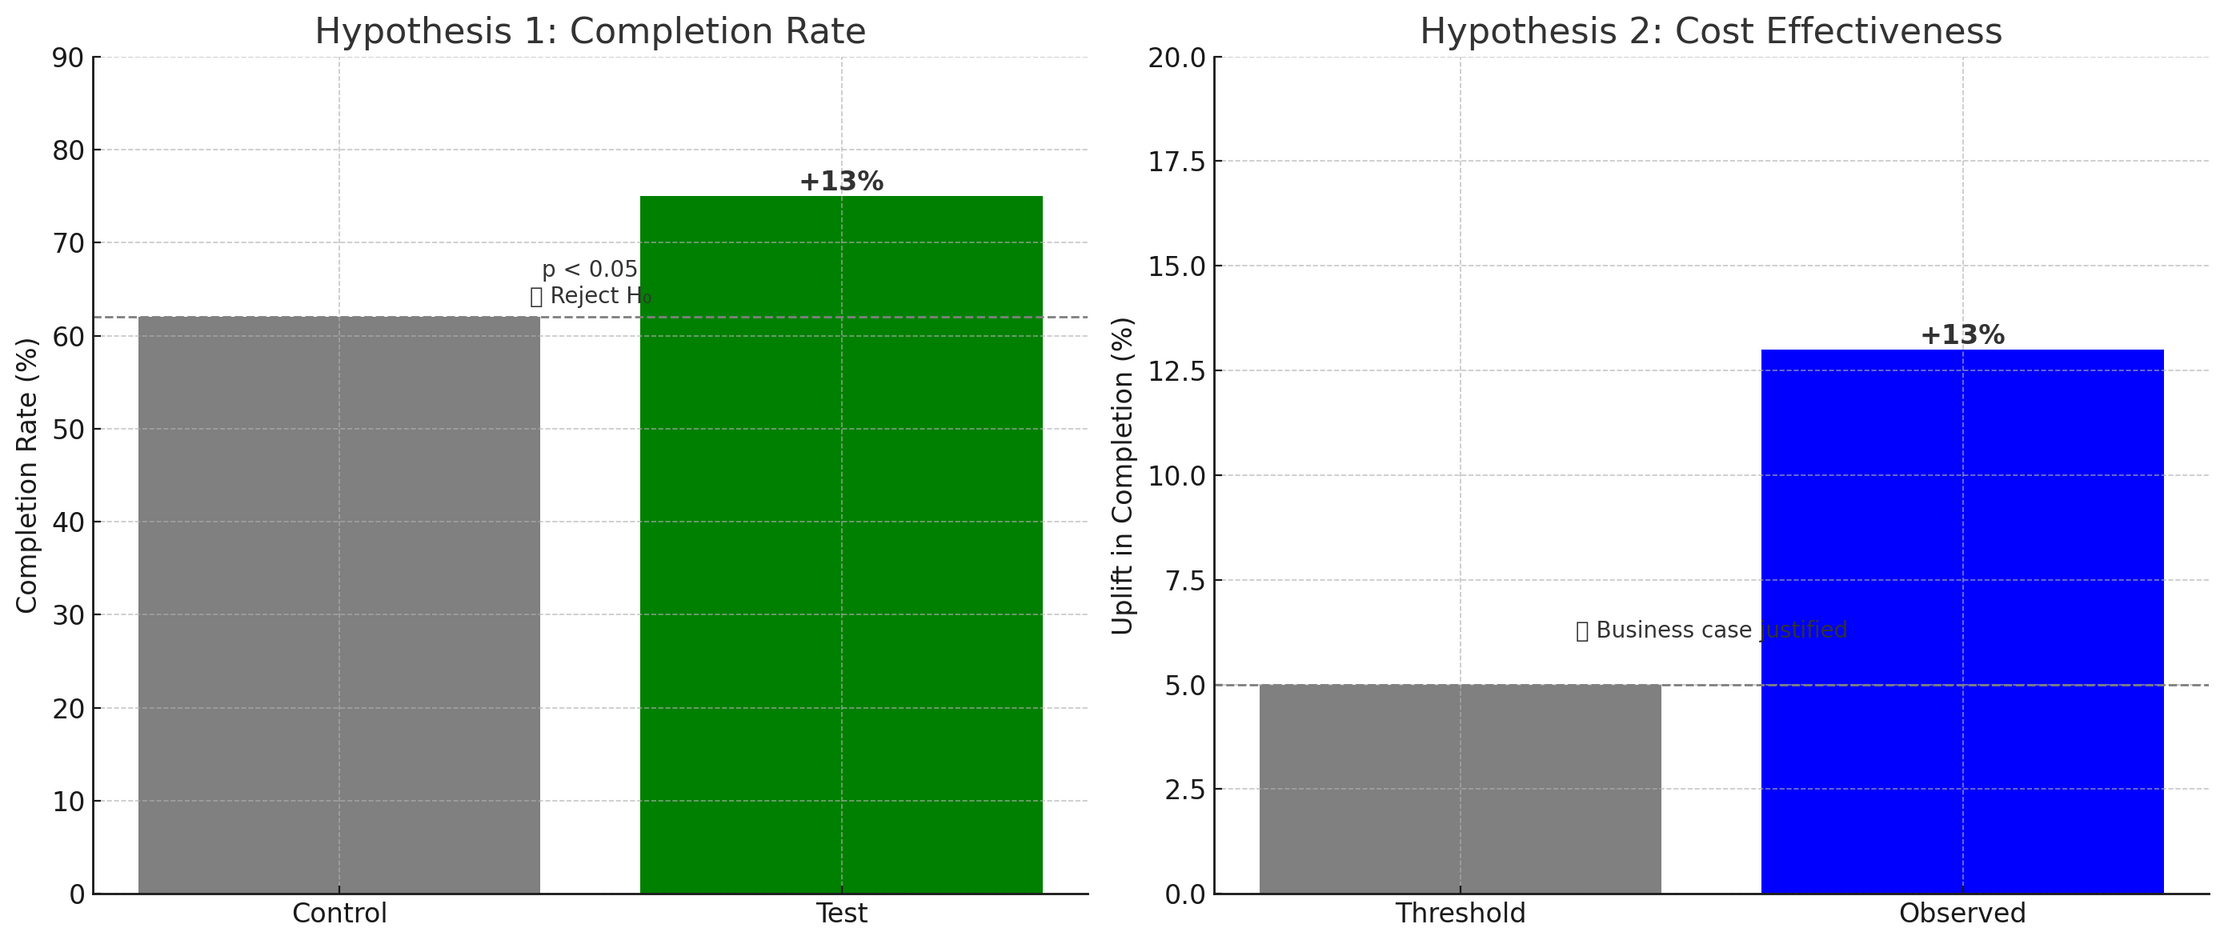 Hypothesis 1: Completion Rate
Completion Rate (%)
90
80
70
60
50
40
30
20
10
0
+13%
p < 0.05
▯ Reject H₀
Control
Test
Hypothesis 2: Cost Effectiveness
Uplift in Completion (%)
20.0
17.5
15.0
12.5
10.0
7.5
5.0
2.5
0.0
+13%
▯ Business case justified
Threshold
Observed